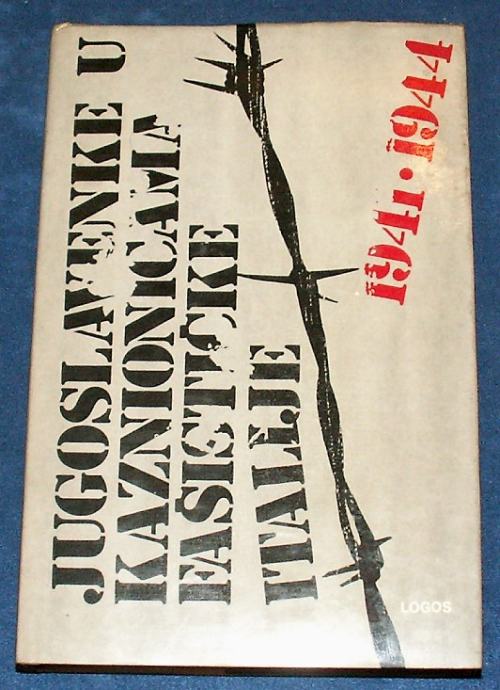 JUGOSLAVENKE U
KAZNIONICAMA
FAŠISTIČKE
ITALIJE
1941·1944
LOGOS